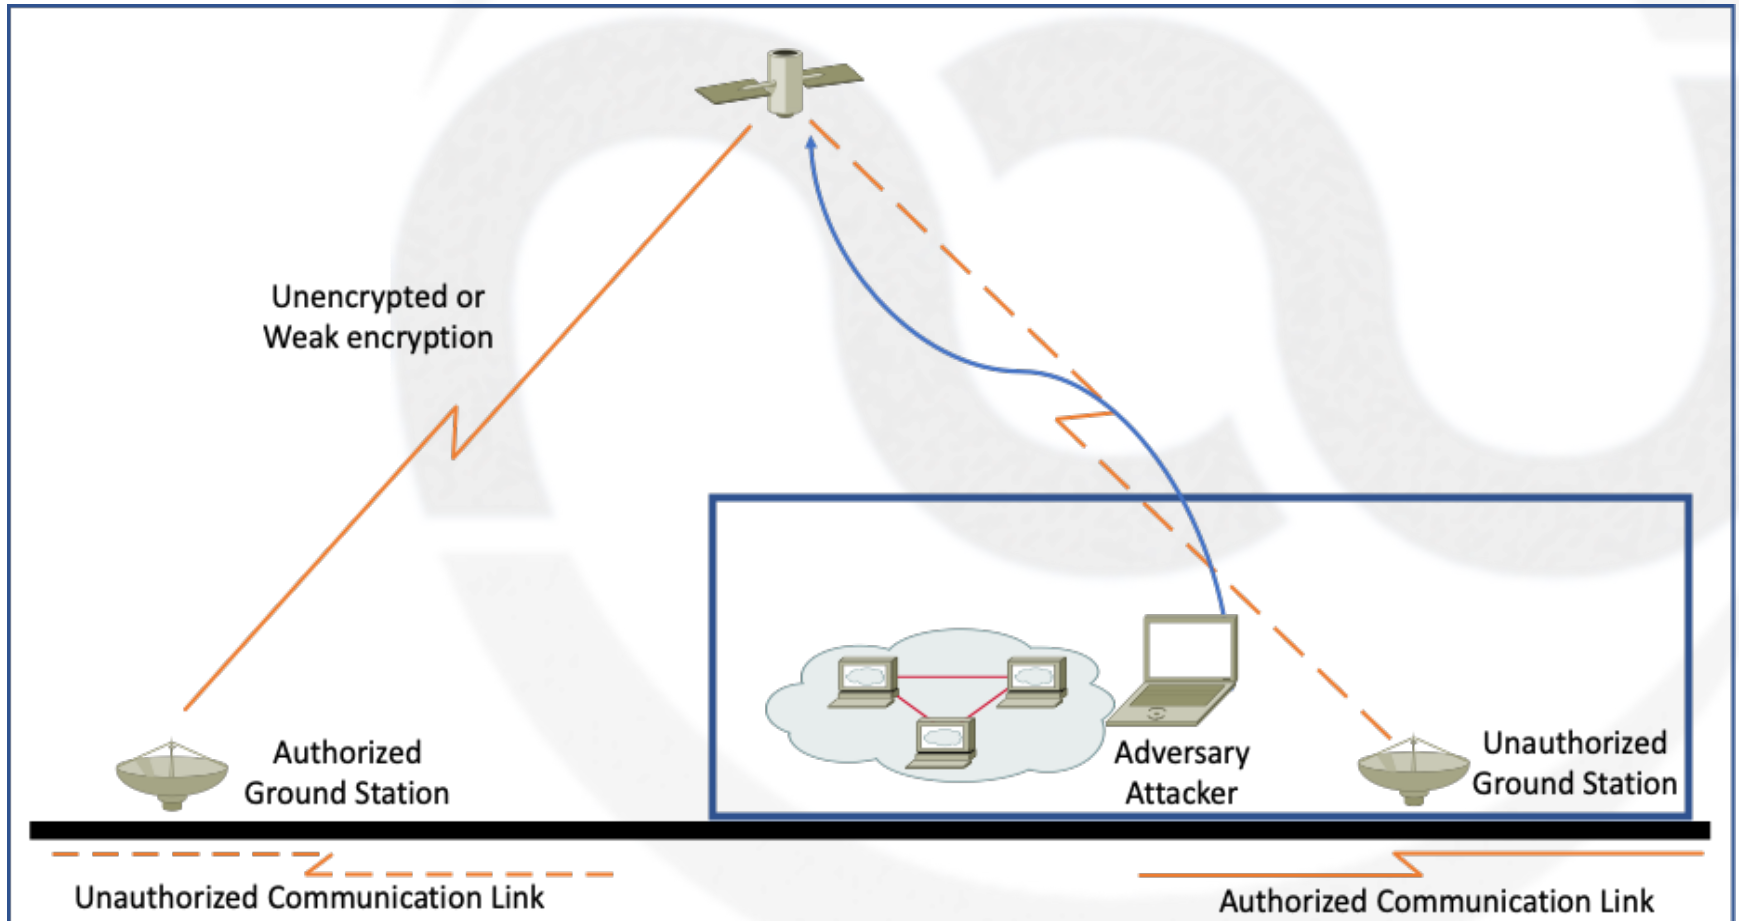 Unencrypted or
Weak encryption
Authorized
Ground Station
Adversary
Attacker
Unauthorized
Ground Station
Unauthorized Communication Link
Authorized Communication Link